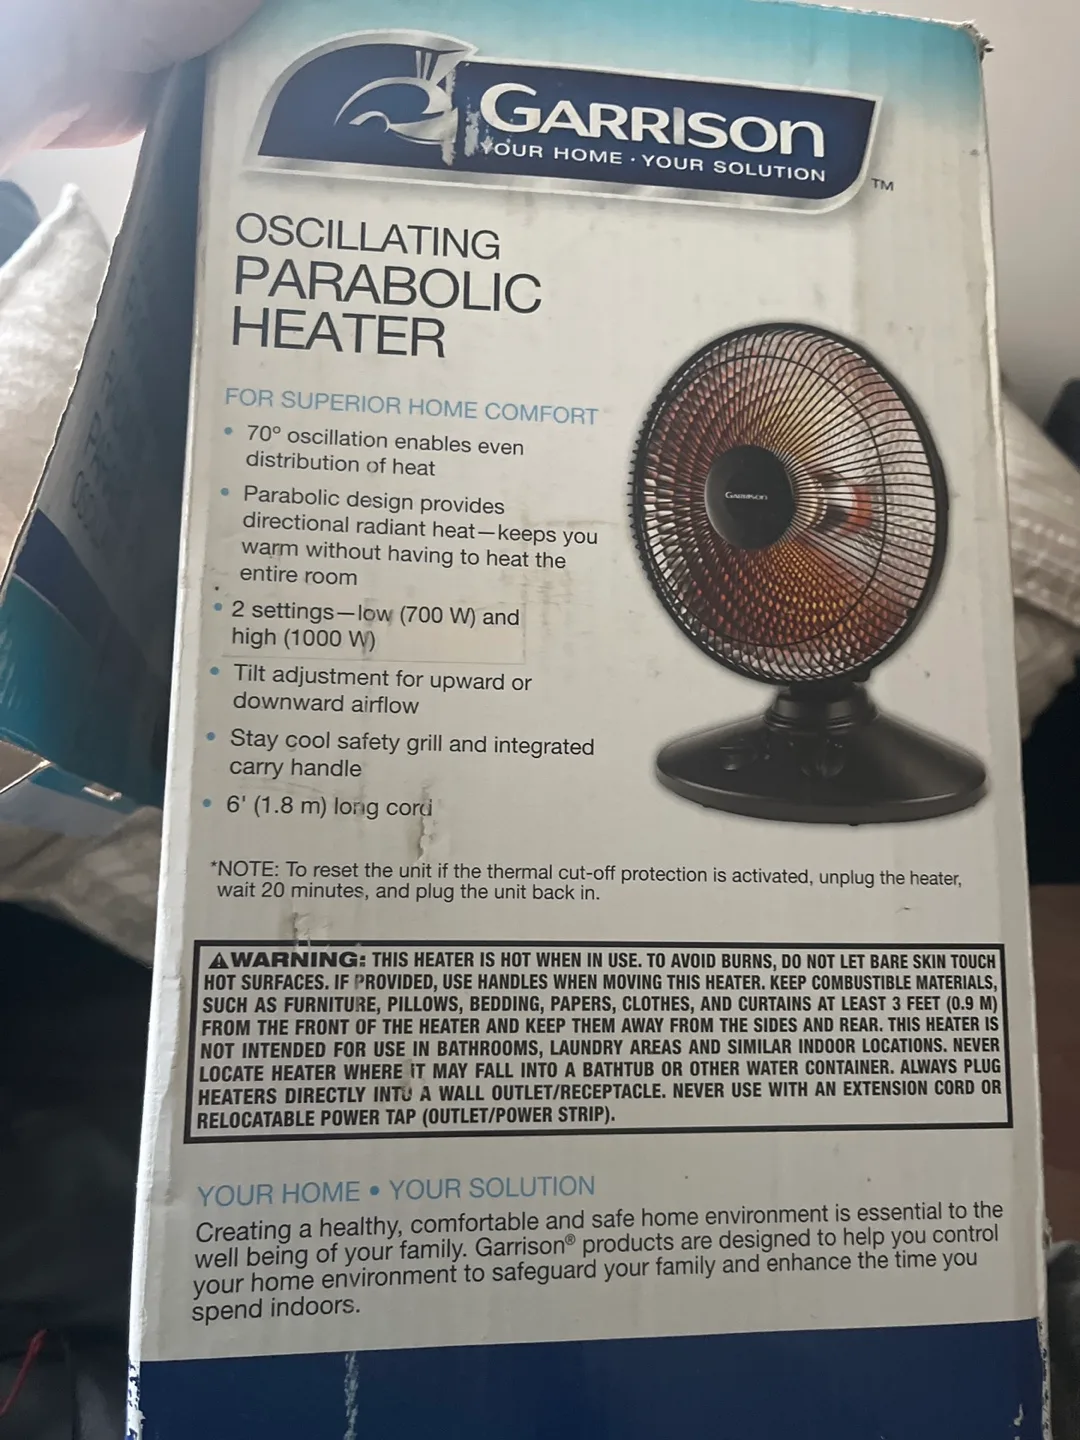 GARRISON
YOUR HOME · YOUR SOLUTION
TM
OSCILLATING
PARABOLIC
HEATER
FOR SUPERIOR HOME COMFORT
• 70º oscillation enables even
distribution of heat
• Parabolic design provides
directional radiant heat—keeps you
warm without having to heat the
entire room
• 2 settings—low (700 W) and
high (1000 W)
• Tilt adjustment for upward or
downward airflow
• Stay cool safety grill and integrated
carry handle
• 6' (1.8 m) long cord
GARRISON
*NOTE: To reset the unit if the thermal cut-off protection is activated, unplug the heater,
wait 20 minutes, and plug the unit back in.
⚠WARNING: THIS HEATER IS HOT WHEN IN USE. TO AVOID BURNS, DO NOT LET BARE SKIN TOUCH
HOT SURFACES. IF PROVIDED, USE HANDLES WHEN MOVING THIS HEATER. KEEP COMBUSTIBLE MATERIALS,
SUCH AS FURNITURE, PILLOWS, BEDDING, PAPERS, CLOTHES, AND CURTAINS AT LEAST 3 FEET (0.9 M)
FROM THE FRONT OF THE HEATER AND KEEP THEM AWAY FROM THE SIDES AND REAR. THIS HEATER IS
NOT INTENDED FOR USE IN BATHROOMS, LAUNDRY AREAS AND SIMILAR INDOOR LOCATIONS. NEVER
LOCATE HEATER WHERE IT MAY FALL INTO A BATHTUB OR OTHER WATER CONTAINER. ALWAYS PLUG
HEATERS DIRECTLY INTO A WALL OUTLET/RECEPTACLE. NEVER USE WITH AN EXTENSION CORD OR
RELOCATABLE POWER TAP (OUTLET/POWER STRIP).
YOUR HOME • YOUR SOLUTION
Creating a healthy, comfortable and safe home environment is essential to the
well being of your family. Garrison® products are designed to help you control
your home environment to safeguard your family and enhance the time you
spend indoors.